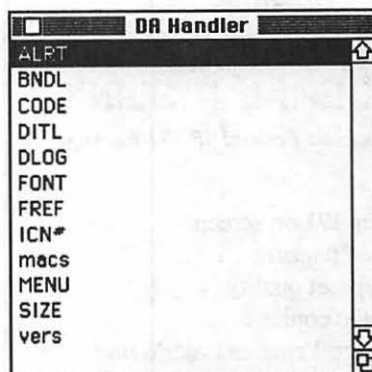 DA Handler
ALRT
BNDL
CODE
DITL
DLOG
FONT
FREF
ICN#
macs
MENU
SIZE
vers